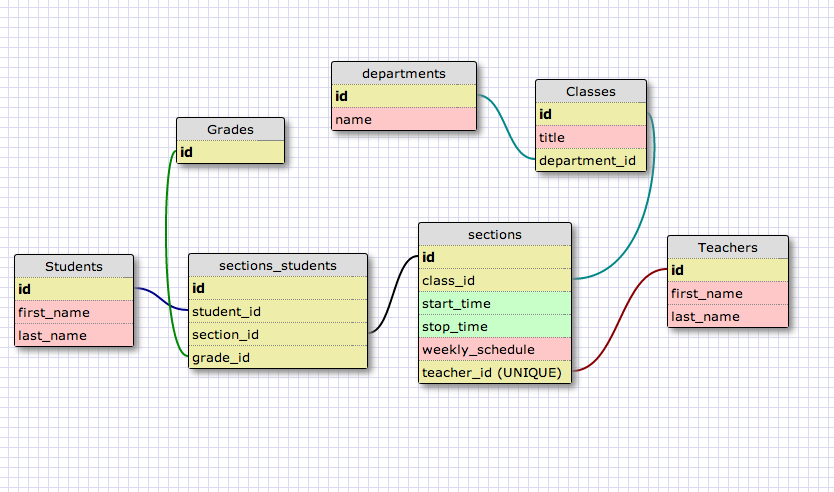 departments
id
name
Classes
id
title
department_id
Grades
id
sections
id
class_id
start_time
stop_time
weekly_schedule
teacher_id (UNIQUE)
Teachers
id
first_name
last_name
Students
id
first_name
last_name
sections_students
id
student_id
section_id
grade_id